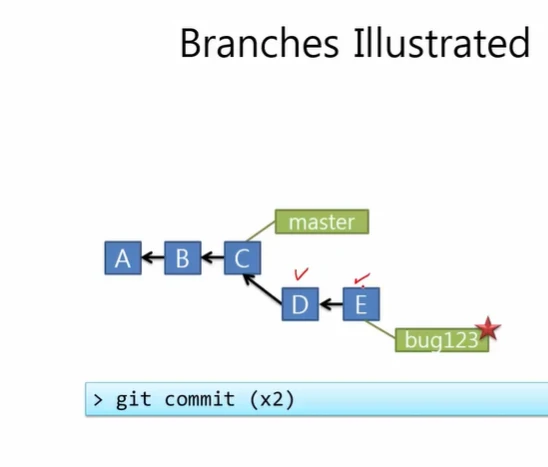 Branches Illustrated
master
A B C
D E
bug123
> git commit (x2)